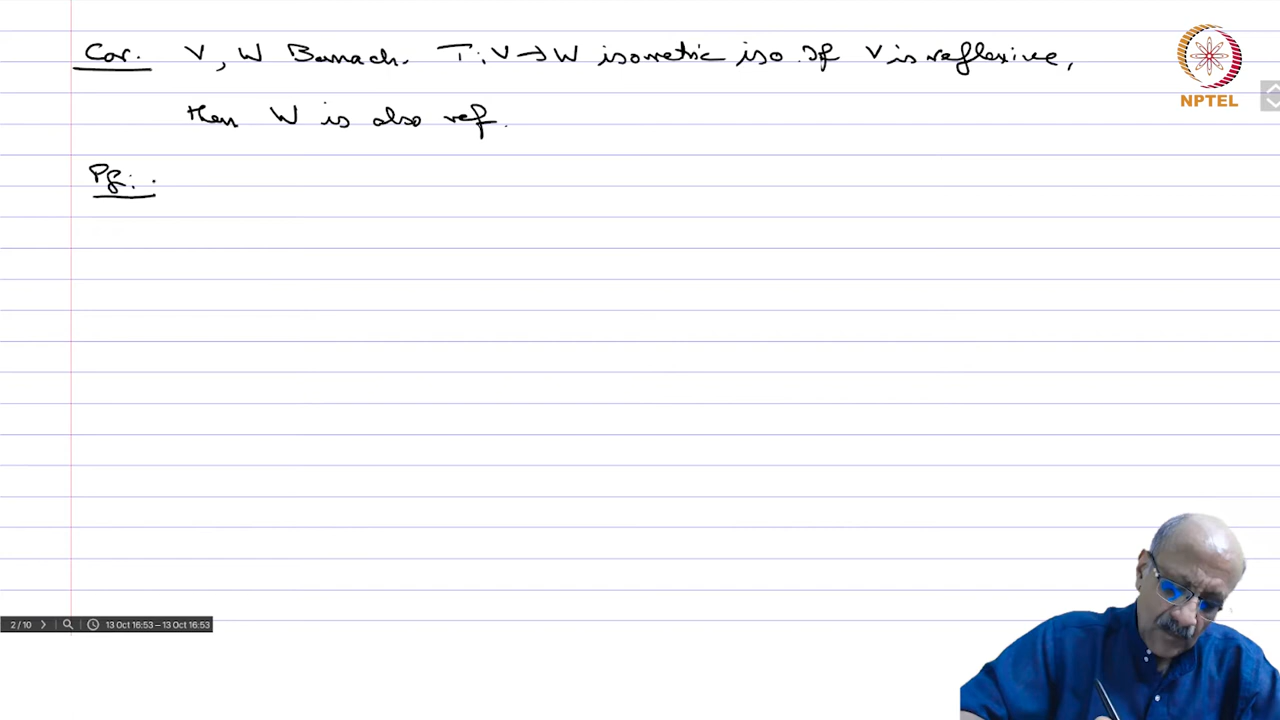 Cor. V, W Banach. T: V→W isometric iso. If V is reflexive,
then W is also ref.
Pf:.
NPTEL
2/10 13 Oct 16:53 – 13 Oct 16:53